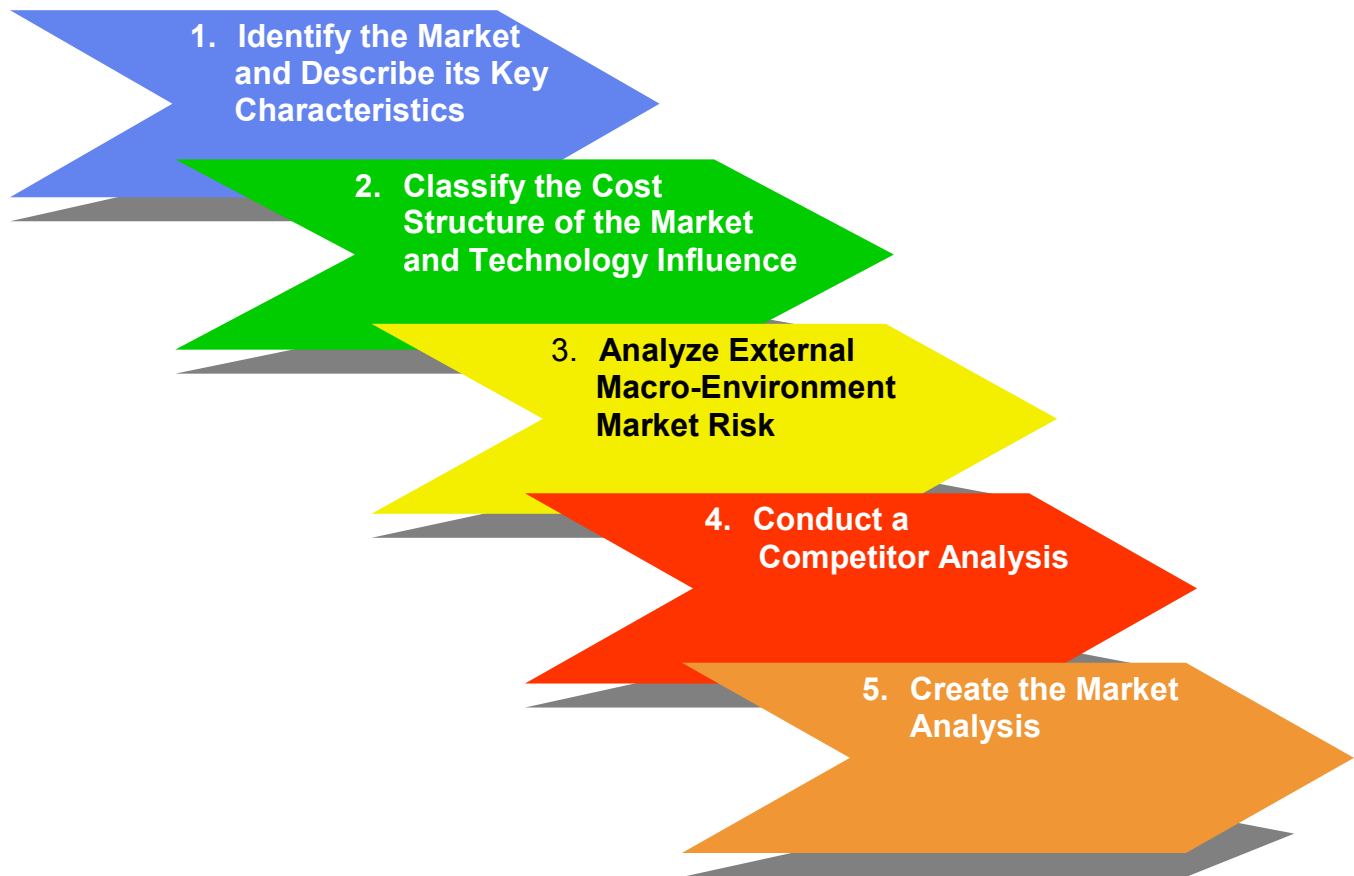 1. Identify the Market
and Describe its Key
Characteristics
2. Classify the Cost
Structure of the Market
and Technology Influence
3. Analyze External
Macro-Environment
Market Risk
4. Conduct a
Competitor Analysis
5. Create the Market
Analysis